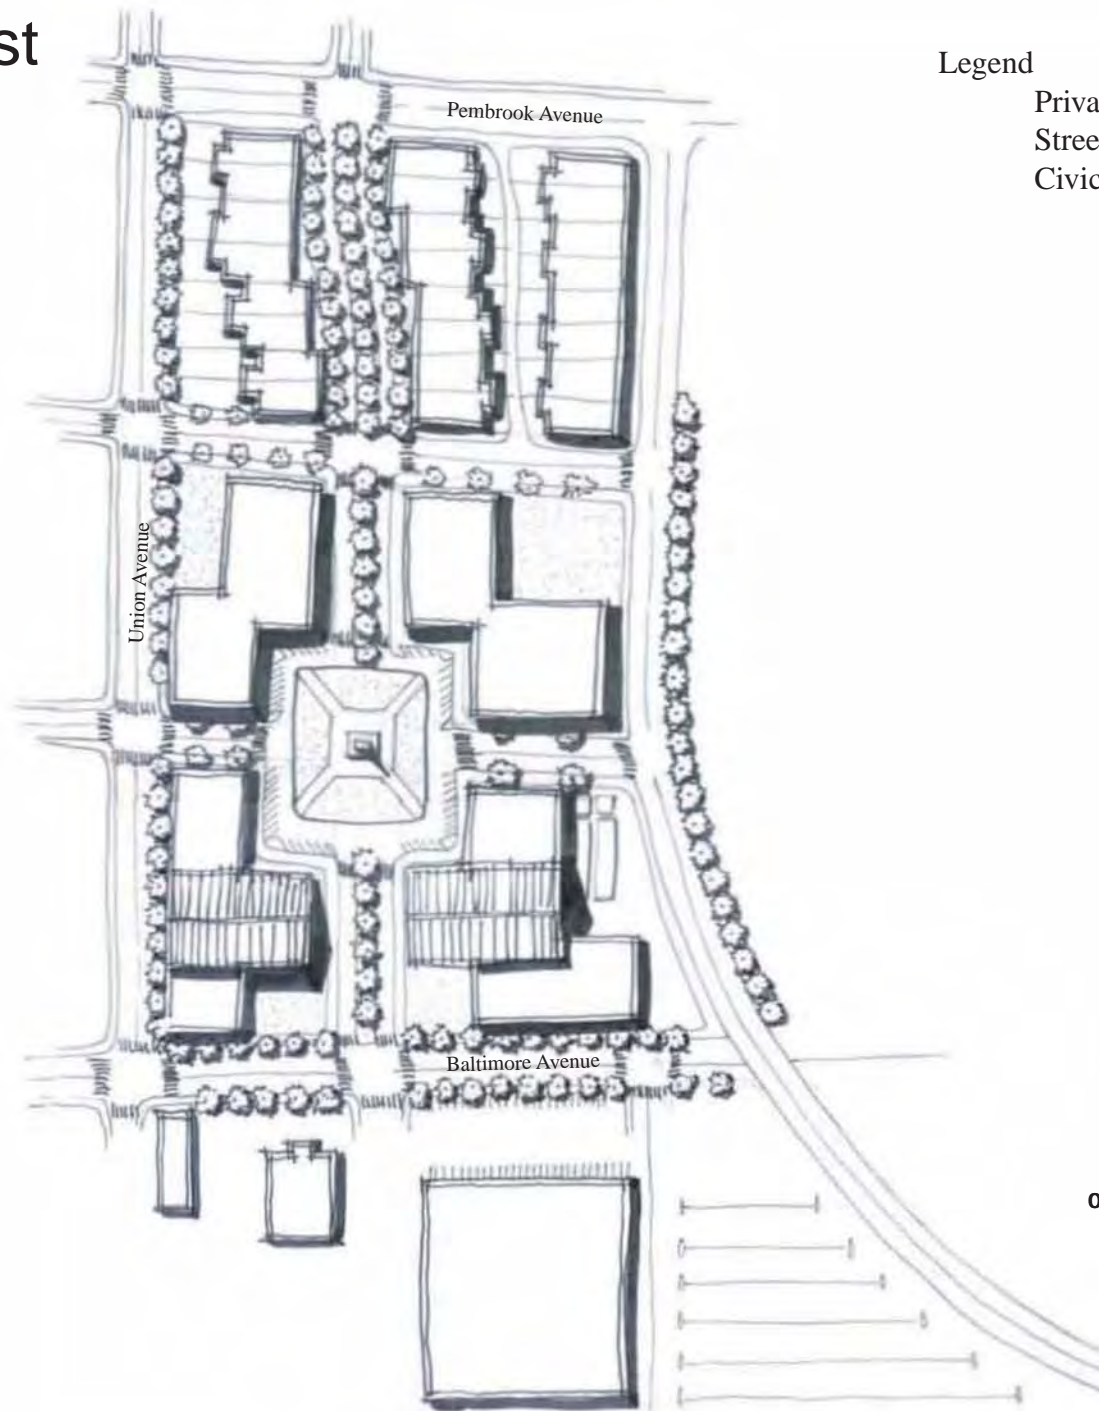 st
Legend
Priva
Stree
Civic
Pembrook Avenue
Union Avenue
Baltimore Avenue
o